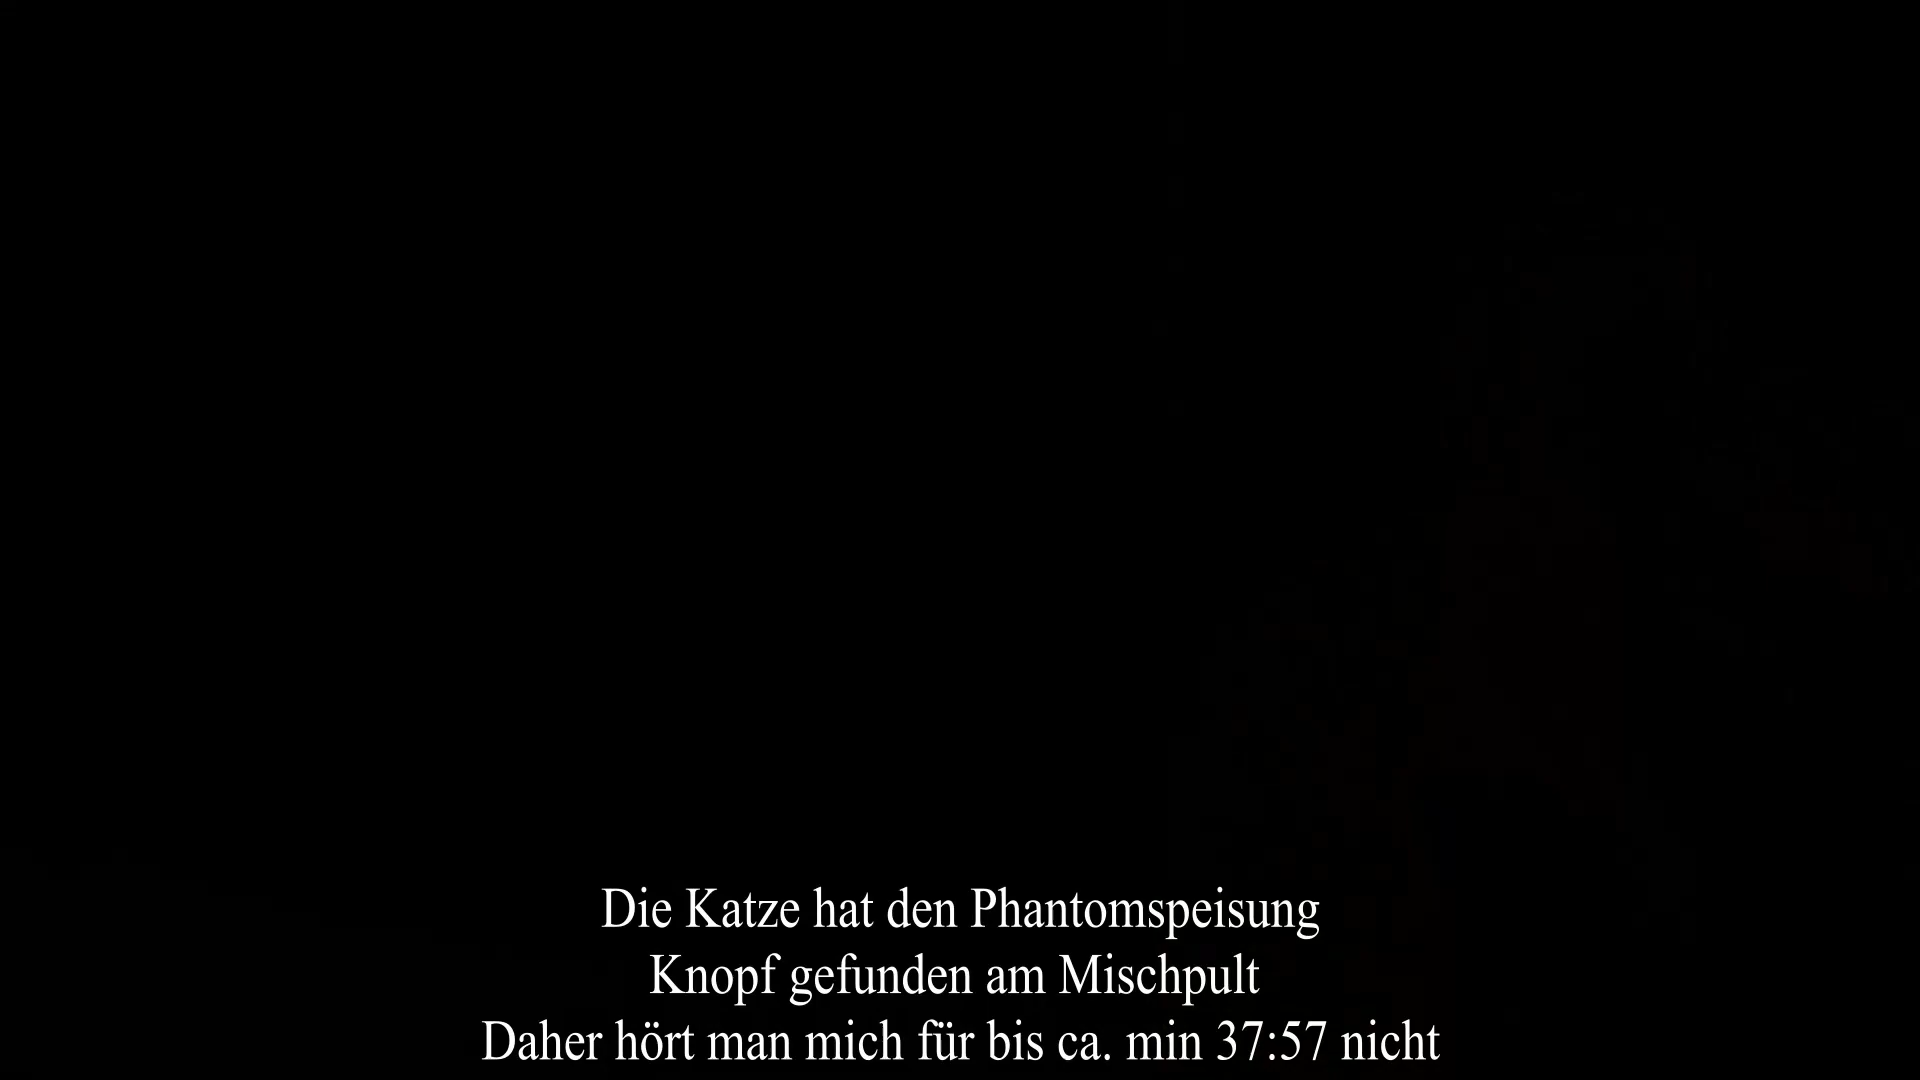 Die Katze hat den Phantomspeisung
Knopf gefunden am Mischpult
Daher hört man mich für bis ca. min 37:57 nicht